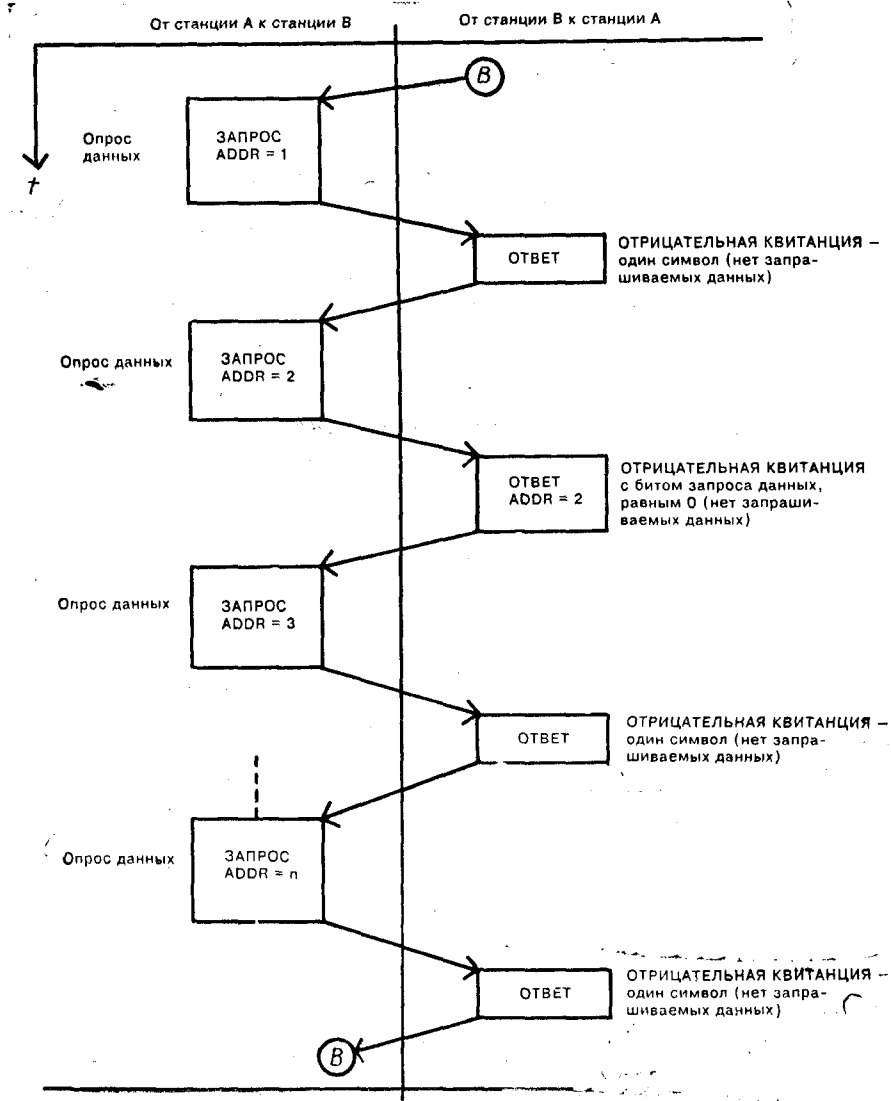 От станции А к станции В
От станции В к станции А
B
t
Опрос
данных
ЗАПРОС
ADDR = 1
ОТВЕТ
ОТРИЦАТЕЛЬНАЯ КВИТАНЦИЯ –
один символ (нет запра-
шиваемых данных)
Опрос данных
ЗАПРОС
ADDR = 2
ОТВЕТ
ADDR = 2
ОТРИЦАТЕЛЬНАЯ КВИТАНЦИЯ
с битом запроса данных,
равным 0 (нет запраши-
ваемых данных)
Опрос данных
ЗАПРОС
ADDR = 3
ОТВЕТ
ОТРИЦАТЕЛЬНАЯ КВИТАНЦИЯ –
один символ (нет запра-
шиваемых данных)
Опрос данных
ЗАПРОС
ADDR = n
ОТВЕТ
ОТРИЦАТЕЛЬНАЯ КВИТАНЦИЯ –
один символ (нет запра-
шиваемых данных)
B